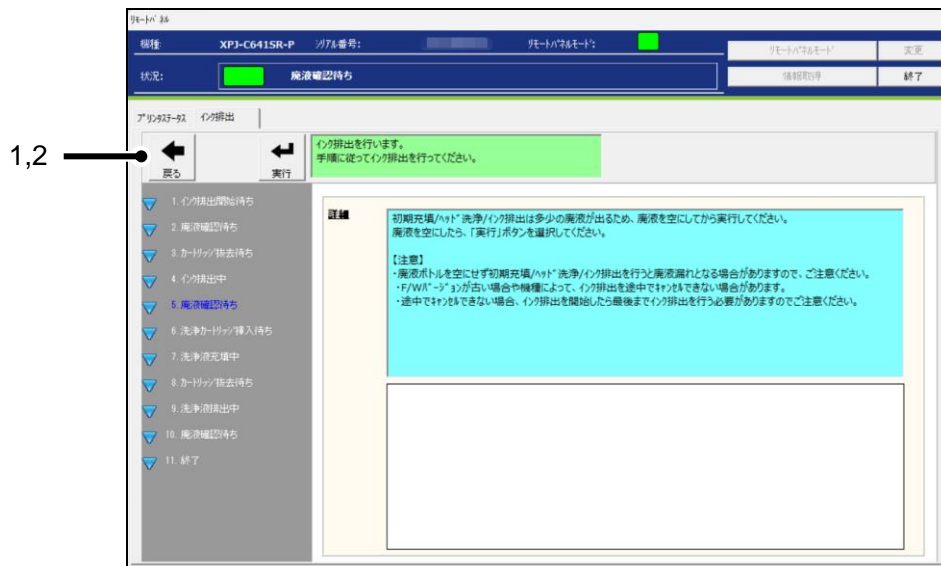 ﾘﾓｰﾄﾊﾟﾈﾙ
機種: XPJ-C641SR-P ｼﾘｱﾙ番号: ﾘﾓｰﾄﾊﾟﾈﾙﾓｰﾄﾞ: ﾘﾓｰﾄﾊﾟﾈﾙﾓｰﾄﾞ 変更
状況: 廃液確認待ち 情報取得 終了
ﾌﾟﾘﾝﾀｽﾃｰﾀｽ ｲﾝｸ排出
1,2
戻る
実行
ｲﾝｸ排出を行います。
手順に従ってｲﾝｸ排出を行ってください。
1. ｲﾝｸ排出開始待ち
2. 廃液確認待ち
3. ｶｰﾄﾘｯｼﾞ抜去待ち
4. ｲﾝｸ排出中
5. 廃液確認待ち
6. 洗浄ｶｰﾄﾘｯｼﾞ挿入待ち
7. 洗浄液充填中
8. ｶｰﾄﾘｯｼﾞ抜去待ち
9. 洗浄液排出中
10. 廃液確認待ち
11. 終了
詳細
初期充填/ﾍｯﾄﾞ洗浄/ｲﾝｸ排出は多少の廃液が出るため、廃液を空にしてから実行してください。
廃液を空にしたら、「実行」ﾎﾞﾀﾝを選択してください。
【注意】
・廃液ﾎﾞﾄﾙを空にせず初期充填/ﾍｯﾄﾞ洗浄/ｲﾝｸ排出を行うと廃液漏れとなる場合がありますので、ご注意ください。
・F/Wﾊﾞｰｼﾞｮﾝが古い場合や機種によって、ｲﾝｸ排出を途中でｷｬﾝｾﾙできない場合があります。
・途中でｷｬﾝｾﾙできない場合、ｲﾝｸ排出を開始したら最後までｲﾝｸ排出を行う必要がありますのでご注意ください。